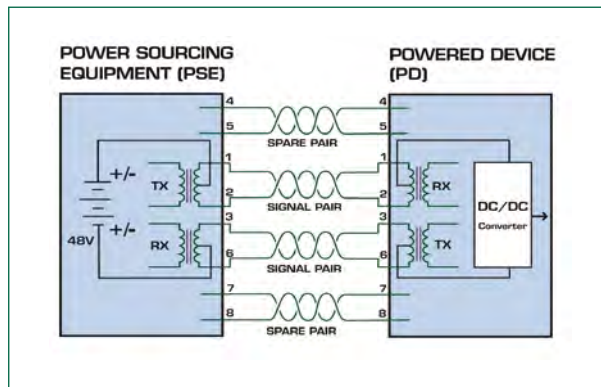 POWER SOURCING
EQUIPMENT (PSE)
POWERED DEVICE
(PD)
4
4
5
5
SPARE PAIR
1
1
+/-
TX
RX
2
2
SIGNAL PAIR
DC/DC
Converter
3
3
+/-
48V
RX
TX
6
6
SIGNAL PAIR
7
7
8
8
SPARE PAIR